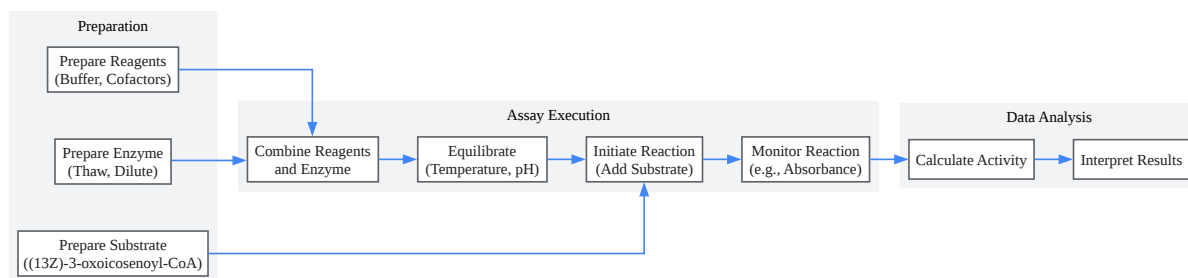 Preparation
Prepare Reagents
(Buffer, Cofactors)
Prepare Enzyme
(Thaw, Dilute)
Prepare Substrate
((13Z)-3-oxoicosenoyl-CoA)
Assay Execution
Combine Reagents
and Enzyme
Equilibrate
(Temperature, pH)
Initiate Reaction
(Add Substrate)
Monitor Reaction
(e.g., Absorbance)
Data Analysis
Calculate Activity
Interpret Results